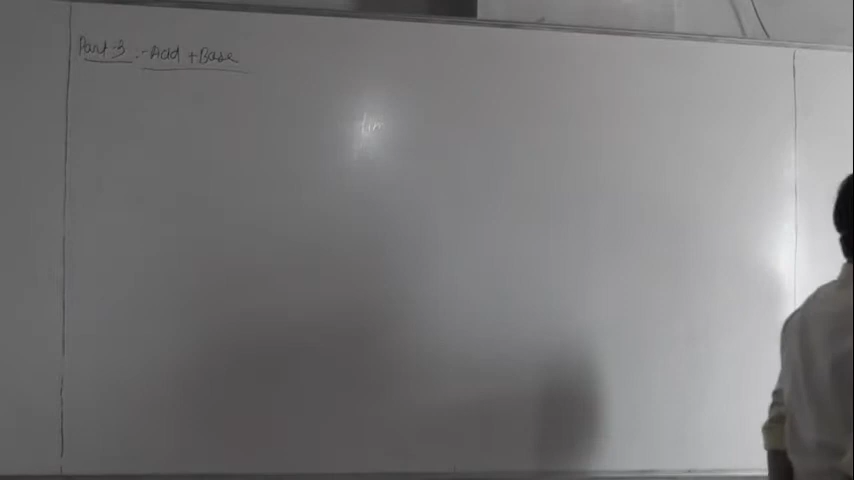 Part-3 :- Acid + Base